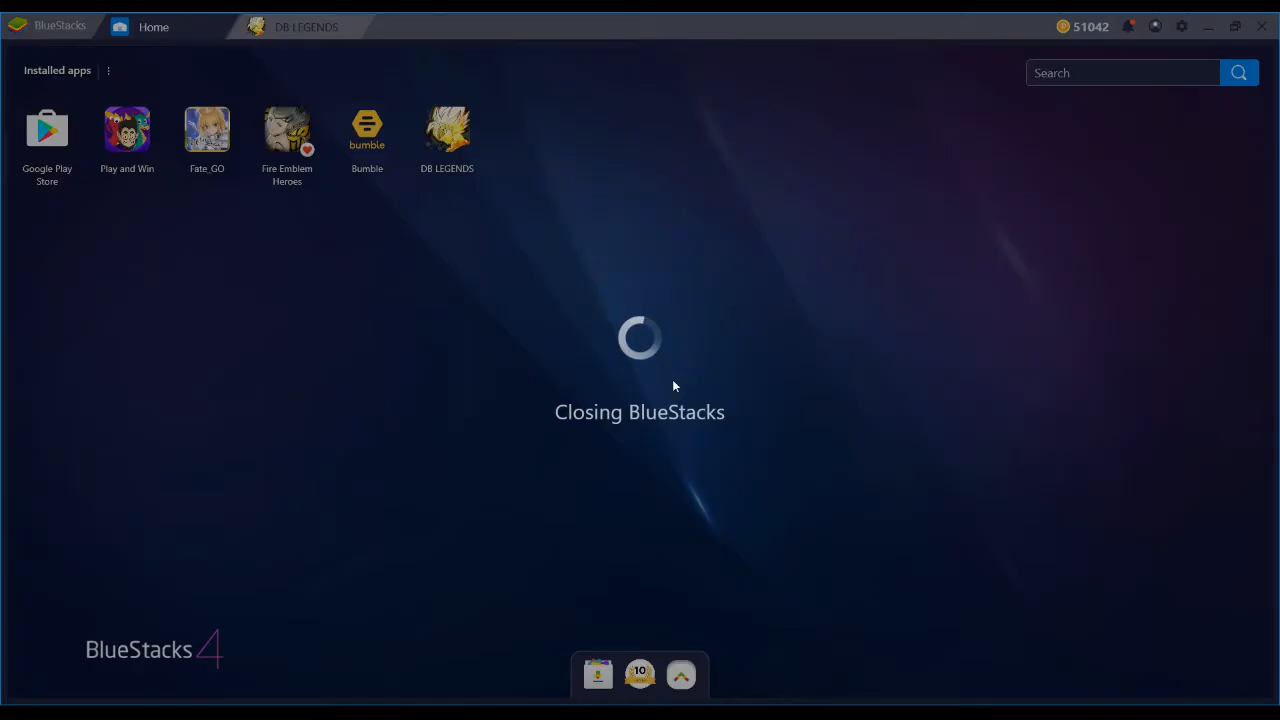 BlueStacks
Home
DB LEGENDS
51042
Installed apps
Search
bumble
Google Play
Store
Play and Win
Fate_GO
Fire Emblem
Heroes
Bumble
DB LEGENDS
Closing BlueStacks
BlueStacks 4
10